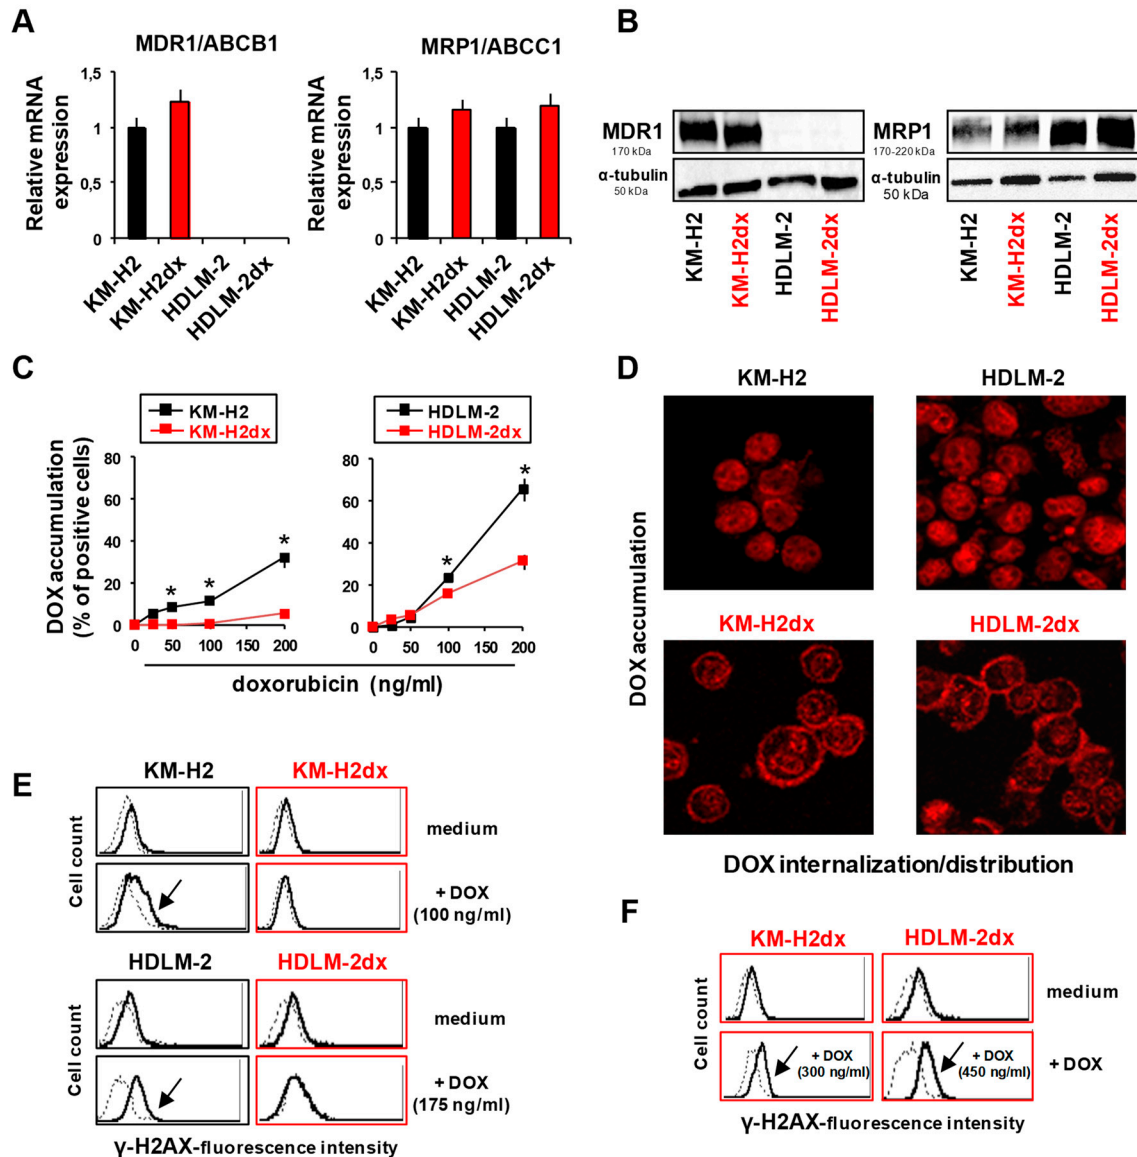 A
MDR1/ABCB1
MRP1/ABCC1
Relative mRNA
expression
1,5
1
0,5
0
KM-H2
KM-H2dx
HDLM-2
HDLM-2dx
Relative mRNA
expression
1,5
1
0,5
0
KM-H2
KM-H2dx
HDLM-2
HDLM-2dx
B
MDR1
170 kDa
α-tubulin
50 kDa
KM-H2
KM-H2dx
HDLM-2
HDLM-2dx
MRP1
170-220 kDa
α-tubulin
50 kDa
KM-H2
KM-H2dx
HDLM-2
HDLM-2dx
C
KM-H2
KM-H2dx
HDLM-2
HDLM-2dx
DOX accumulation
(% of positive cells)
80
60
40
20
0
* * *
0 50 100 150 200
80
60
40
20
0
* *
0 50 100 150 200
doxorubicin (ng/ml)
D
KM-H2
HDLM-2
DOX accumulation
KM-H2dx
HDLM-2dx
DOX internalization/distribution
E
KM-H2
KM-H2dx
Cell count
medium
+ DOX
(100 ng/ml)
HDLM-2
HDLM-2dx
Cell count
medium
+ DOX
(175 ng/ml)
γ-H2AX-fluorescence intensity
F
KM-H2dx
HDLM-2dx
Cell count
medium
+ DOX
(300 ng/ml)
+ DOX
(450 ng/ml)
+ DOX
γ-H2AX-fluorescence intensity